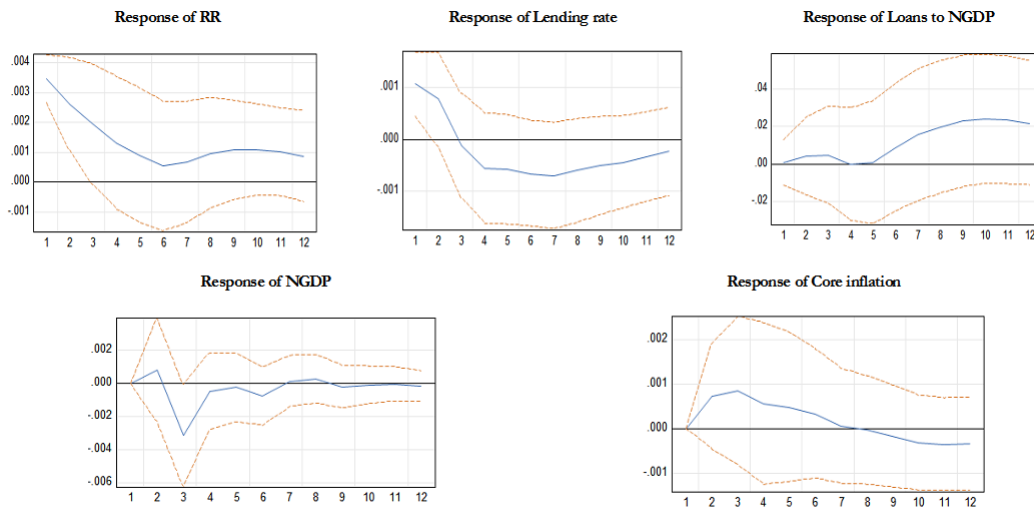 Response of RR
Response of Lending rate
Response of Loans to NGDP
.004
.003
.002
.001
.000
-.001
1 2 3 4 5 6 7 8 9 10 11 12
.001
.000
-.001
1 2 3 4 5 6 7 8 9 10 11 12
.04
.02
.00
-.02
1 2 3 4 5 6 7 8 9 10 11 12
Response of NGDP
Response of Core inflation
.002
.000
-.002
-.004
-.006
1 2 3 4 5 6 7 8 9 10 11 12
.002
.001
.000
-.001
1 2 3 4 5 6 7 8 9 10 11 12